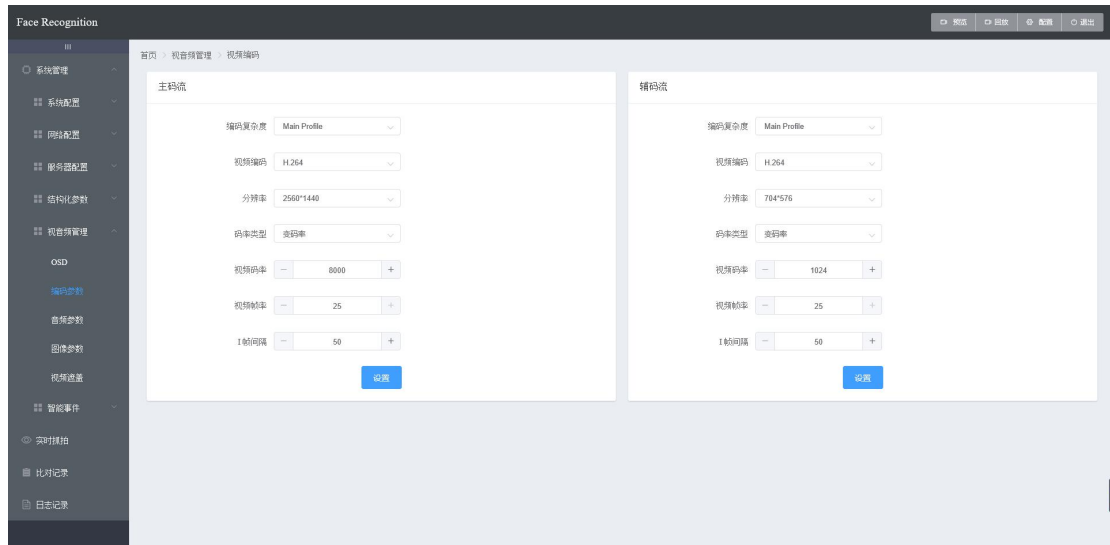 Face Recognition
预览 回放 配置 退出
首页 > 视音频管理 > 视频编码
系统管理
系统配置
网络配置
服务器配置
结构化参数
视音频管理
OSD
编码参数
音频参数
图像参数
视频遮盖
智能事件
实时抓拍
比对记录
日志记录
主码流
编码复杂度 Main Profile
视频编码 H.264
分辨率 2560*1440
码率类型 变码率
视频码率 − 8000 +
视频帧率 − 25 +
I帧间隔 − 50 +
设置
辅码流
编码复杂度 Main Profile
视频编码 H.264
分辨率 704*576
码率类型 变码率
视频码率 − 1024 +
视频帧率 − 25 +
I帧间隔 − 50 +
设置